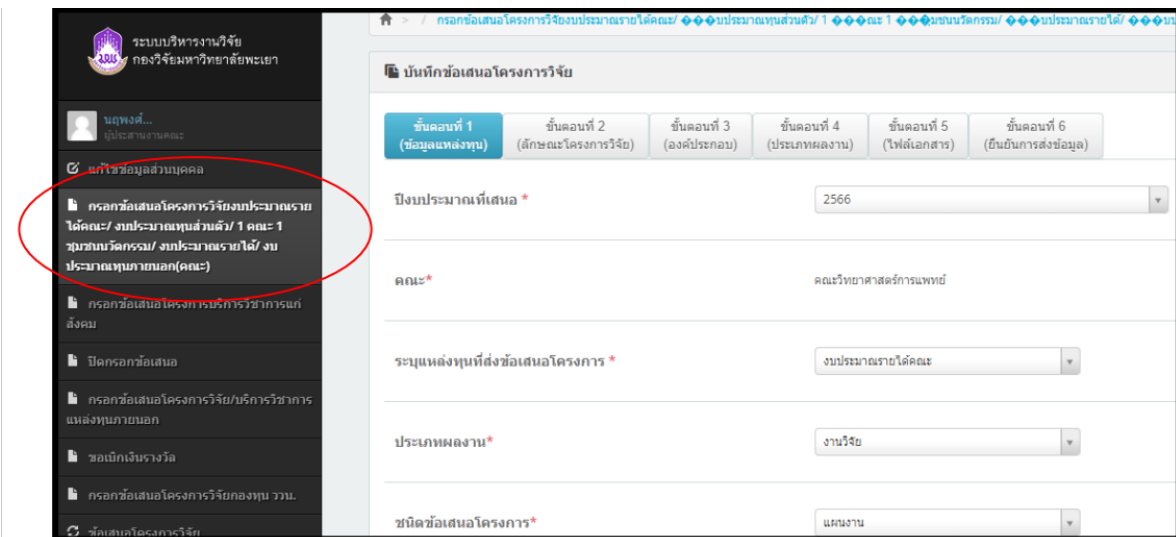 ระบบบริหารงานวิจัย
กองวิจัยมหาวิทยาลัยพะเยา
นฤพงศ์...
ผู้ประสานงานคณะ
แก้ไขข้อมูลส่วนบุคคล
กรอกข้อเสนอโครงการวิจัยงบประมาณราย
ได้คณะ/ งบประมาณทุนส่วนตัว/ 1 คณะ 1
ชุมชนนวัตกรรม/ งบประมาณรายได้/ งบ
ประมาณทุนภายนอก(คณะ)
กรอกข้อเสนอโครงการบริการวิชาการแก่
สังคม
ปิดกรอกข้อเสนอ
กรอกข้อเสนอโครงการวิจัย/บริการวิชาการ
แหล่งทุนภายนอก
ขอเบิกเงินรางวัล
กรอกข้อเสนอโครงการวิจัยกองทุน ววน.
ข้อเสนอโครงการวิจัย
> / กรอกข้อเสนอโครงการวิจัยงบประมาณรายได้คณะ/ ���บประมาณทุนส่วนตัว/ 1 ���ณะ 1 ���ุมชนนวัตกรรม/ ���บประมาณรายได้/ ���บป
บันทึกข้อเสนอโครงการวิจัย
ขั้นตอนที่ 1 ขั้นตอนที่ 2 ขั้นตอนที่ 3 ขั้นตอนที่ 4 ขั้นตอนที่ 5 ขั้นตอนที่ 6
(ข้อมูลแหล่งทุน) (ลักษณะโครงการวิจัย) (องค์ประกอบ) (ประเภทผลงาน) (ไฟล์เอกสาร) (ยืนยันการส่งข้อมูล)
ปีงบประมาณที่เสนอ * 2566
คณะ* คณะวิทยาศาสตร์การแพทย์
ระบุแหล่งทุนที่ส่งข้อเสนอโครงการ * งบประมาณรายได้คณะ
ประเภทผลงาน* งานวิจัย
ชนิดข้อเสนอโครงการ* แผนงาน